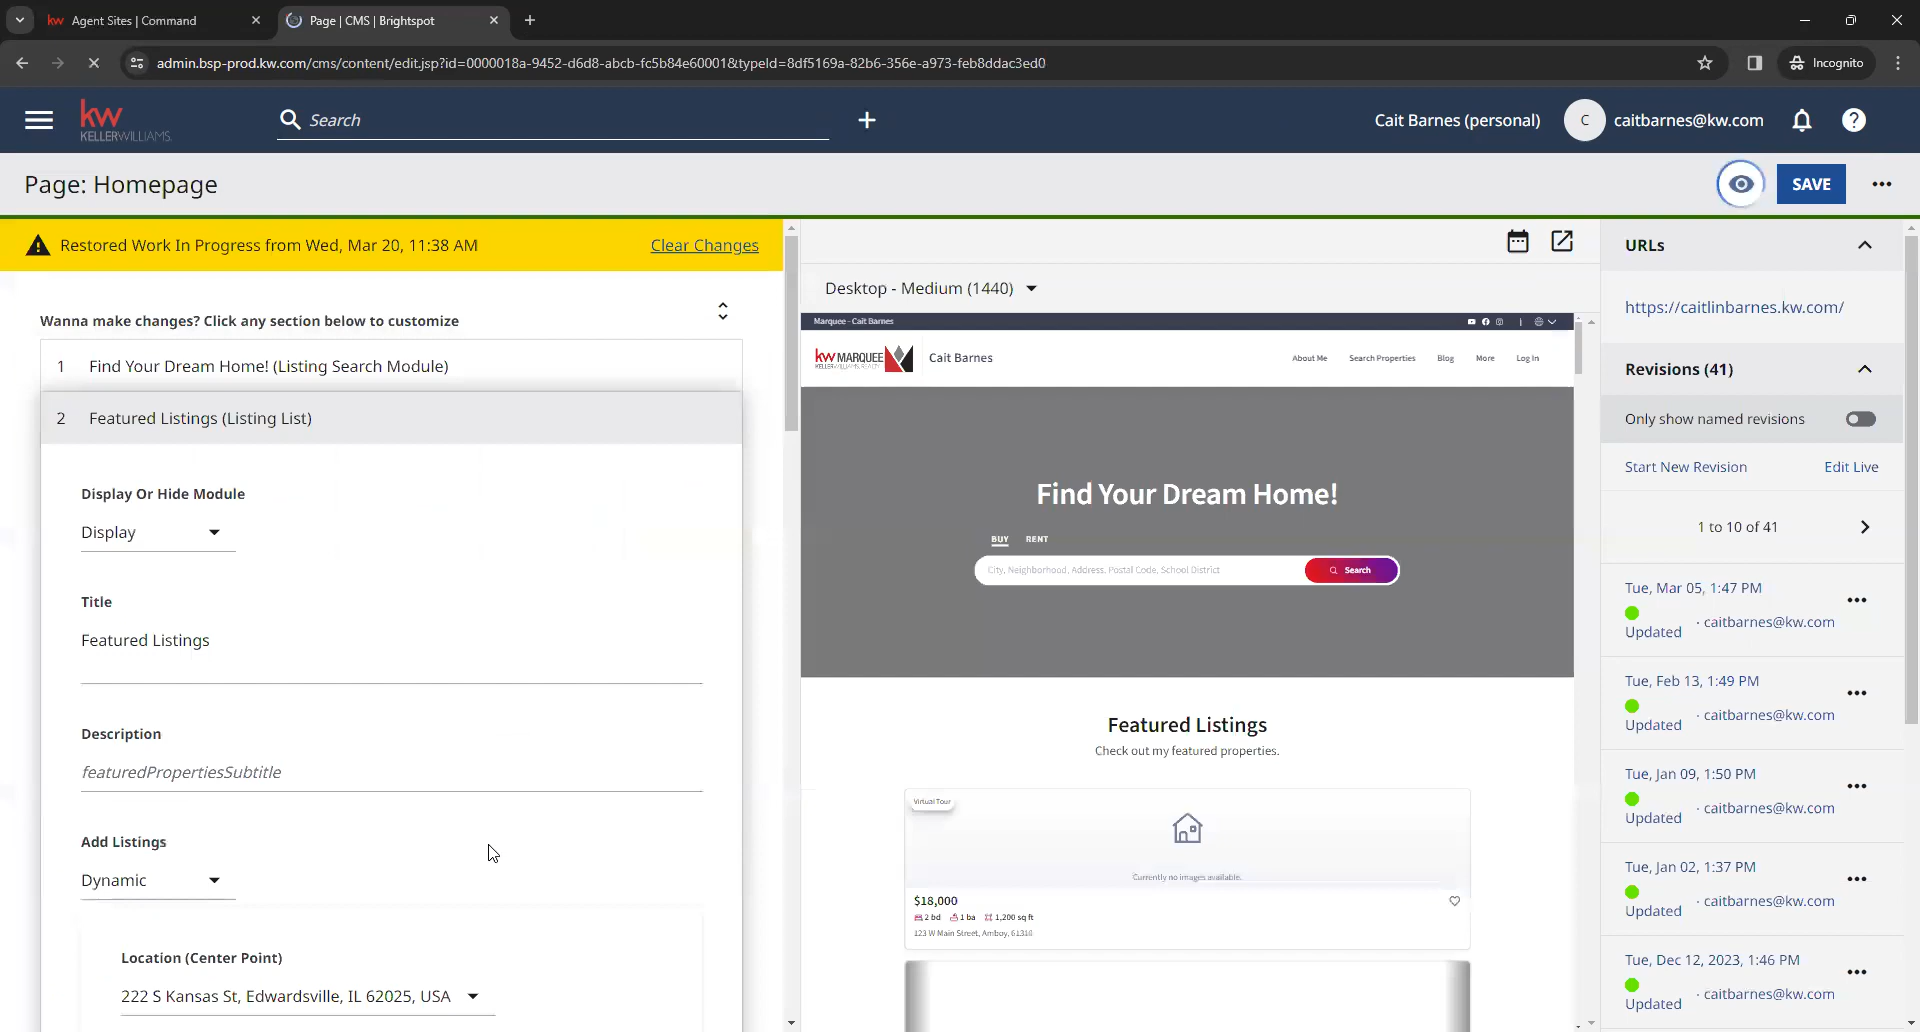 kw Agent Sites | Command
Page | CMS | Brightspot
admin.bsp-prod.kw.com/cms/content/edit.jsp?id=0000018a-9452-d6d8-abcb-fc5b84e60001&typeId=8df5169a-82b6-356e-a973-feb8ddac3ed0
Incognito
kw
KELLERWILLIAMS.
Search
Cait Barnes (personal)
C
caitbarnes@kw.com
Page: Homepage
SAVE
Restored Work In Progress from Wed, Mar 20, 11:38 AM
Clear Changes
Wanna make changes? Click any section below to customize
1 Find Your Dream Home! (Listing Search Module)
2 Featured Listings (Listing List)
Display Or Hide Module
Display
Title
Featured Listings
Description
featuredPropertiesSubtitle
Add Listings
Dynamic
Location (Center Point)
222 S Kansas St, Edwardsville, IL 62025, USA
Desktop - Medium (1440)
Marquee - Cait Barnes
kw MARQUEE
KELLERWILLIAMS. REALTY
Cait Barnes
About Me
Search Properties
Blog
More
Log In
Find Your Dream Home!
BUY
RENT
City, Neighborhood, Address, Postal Code, School District
Search
Featured Listings
Check out my featured properties.
Virtual Tour
Currently no images available.
$18,000
2 bd 1 ba 1,200 sq ft
123 W Main Street, Amboy, 61310
URLs
https://caitlinbarnes.kw.com/
Revisions (41)
Only show named revisions
Start New Revision
Edit Live
1 to 10 of 41
Tue, Mar 05, 1:47 PM
Updated · caitbarnes@kw.com
Tue, Feb 13, 1:49 PM
Updated · caitbarnes@kw.com
Tue, Jan 09, 1:50 PM
Updated · caitbarnes@kw.com
Tue, Jan 02, 1:37 PM
Updated · caitbarnes@kw.com
Tue, Dec 12, 2023, 1:46 PM
Updated · caitbarnes@kw.com